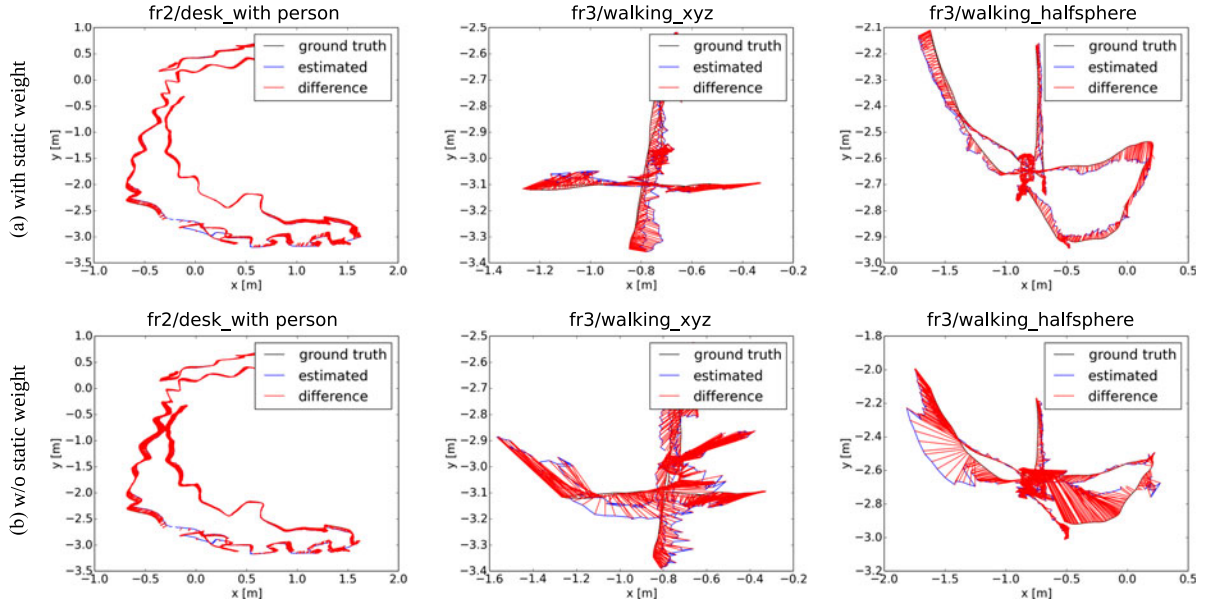 (a) with static weight
fr2/desk_with person
1.0
0.5
0.0
−0.5
−1.0
−1.5
−2.0
−2.5
−3.0
−3.5
y [m]
−1.0 −0.5 0.0 0.5 1.0 1.5 2.0
x [m]
ground truth
estimated
difference
fr3/walking_xyz
−2.5
−2.6
−2.7
−2.8
−2.9
−3.0
−3.1
−3.2
−3.3
−3.4
y [m]
−1.4 −1.2 −1.0 −0.8 −0.6 −0.4 −0.2
x [m]
ground truth
estimated
difference
fr3/walking_halfsphere
−2.1
−2.2
−2.3
−2.4
−2.5
−2.6
−2.7
−2.8
−2.9
−3.0
y [m]
−2.0 −1.5 −1.0 −0.5 0.0 0.5
x [m]
ground truth
estimated
difference
(b) w/o static weight
fr2/desk_with person
1.0
0.5
0.0
−0.5
−1.0
−1.5
−2.0
−2.5
−3.0
−3.5
y [m]
−1.0 −0.5 0.0 0.5 1.0 1.5 2.0
x [m]
ground truth
estimated
difference
fr3/walking_xyz
−2.5
−2.6
−2.7
−2.8
−2.9
−3.0
−3.1
−3.2
−3.3
−3.4
y [m]
−1.6 −1.4 −1.2 −1.0 −0.8 −0.6 −0.4 −0.2
x [m]
ground truth
estimated
difference
fr3/walking_halfsphere
−1.8
−2.0
−2.2
−2.4
−2.6
−2.8
−3.0
−3.2
y [m]
−2.0 −1.5 −1.0 −0.5 0.0 0.5
x [m]
ground truth
estimated
difference